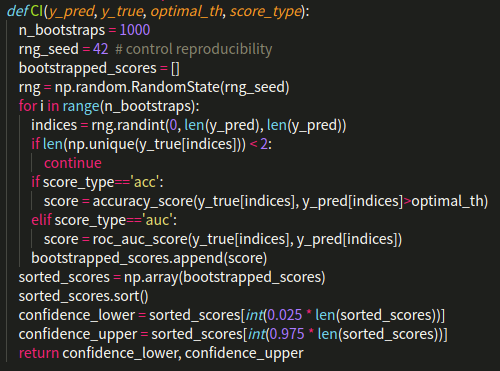 def CI(y_pred, y_true, optimal_th, score_type):
    n_bootstraps = 1000
    rng_seed = 42  # control reproducibility
    bootstrapped_scores = []
    rng = np.random.RandomState(rng_seed)
    for i in range(n_bootstraps):
        indices = rng.randint(0, len(y_pred), len(y_pred))
        if len(np.unique(y_true[indices])) < 2:
            continue
        if score_type=='acc':
            score = accuracy_score(y_true[indices], y_pred[indices]>optimal_th)
        elif score_type=='auc':
            score = roc_auc_score(y_true[indices], y_pred[indices])
        bootstrapped_scores.append(score)
    sorted_scores = np.array(bootstrapped_scores)
    sorted_scores.sort()
    confidence_lower = sorted_scores[int(0.025 * len(sorted_scores))]
    confidence_upper = sorted_scores[int(0.975 * len(sorted_scores))]
    return confidence_lower, confidence_upper